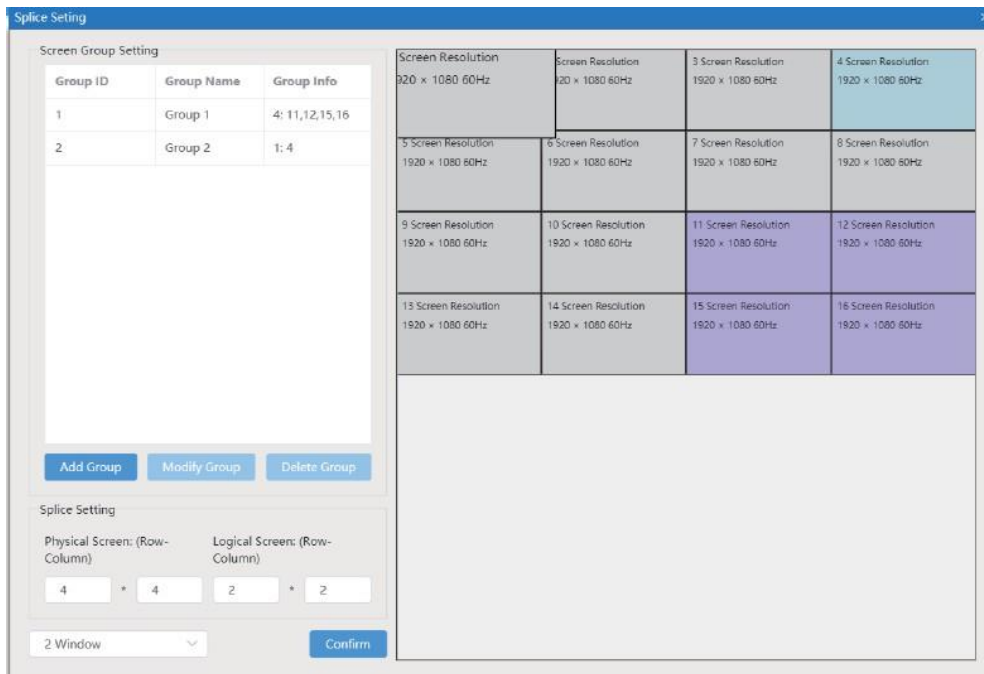 Splice Seting
Screen Group Setting
Group ID Group Name Group Info
1 Group 1 4: 11,12,15,16
2 Group 2 1: 4
Add Group Modify Group Delete Group
Splice Setting
Physical Screen: (Row-Column) Logical Screen: (Row-Column)
4 * 4 2 * 2
2 Window Confirm
Screen Resolution Screen Resolution 3 Screen Resolution 4 Screen Resolution
1920 × 1080 60Hz 1920 × 1080 60Hz
5 Screen Resolution 6 Screen Resolution 7 Screen Resolution 8 Screen Resolution
1920 × 1080 60Hz 1920 × 1080 60Hz 1920 × 1080 60Hz 1920 × 1080 60Hz
9 Screen Resolution 10 Screen Resolution 11 Screen Resolution 12 Screen Resolution
1920 × 1080 60Hz 1920 × 1080 60Hz 1920 × 1080 60Hz 1920 × 1080 60Hz
13 Screen Resolution 14 Screen Resolution 15 Screen Resolution 16 Screen Resolution
1920 × 1080 60Hz 1920 × 1080 60Hz 1920 × 1080 60Hz 1920 × 1080 60Hz